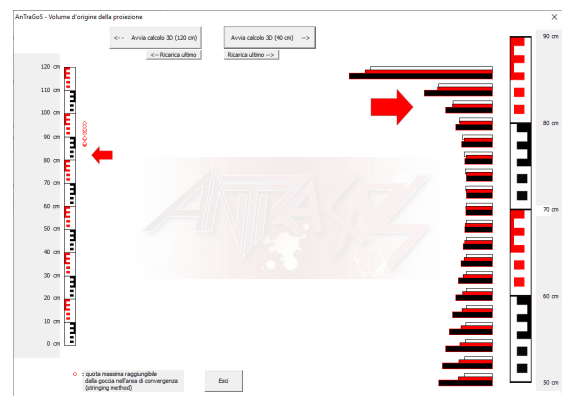 AnTraGoS - Volume d'origine della proiezione
<-- Avvia calcolo 3D (120 cm)
Avvia calcolo 3D (40 cm) -->
<-- Ricarica ultimo
Ricarica ultimo -->
90 cm
120 cm
110 cm
100 cm
90 cm
80 cm
70 cm
60 cm
50 cm
40 cm
30 cm
20 cm
10 cm
0 cm
80 cm
70 cm
60 cm
50 cm
o : quota massima raggiungibile
dalla goccia nell'area di convergenza
(stringing method)
Esci